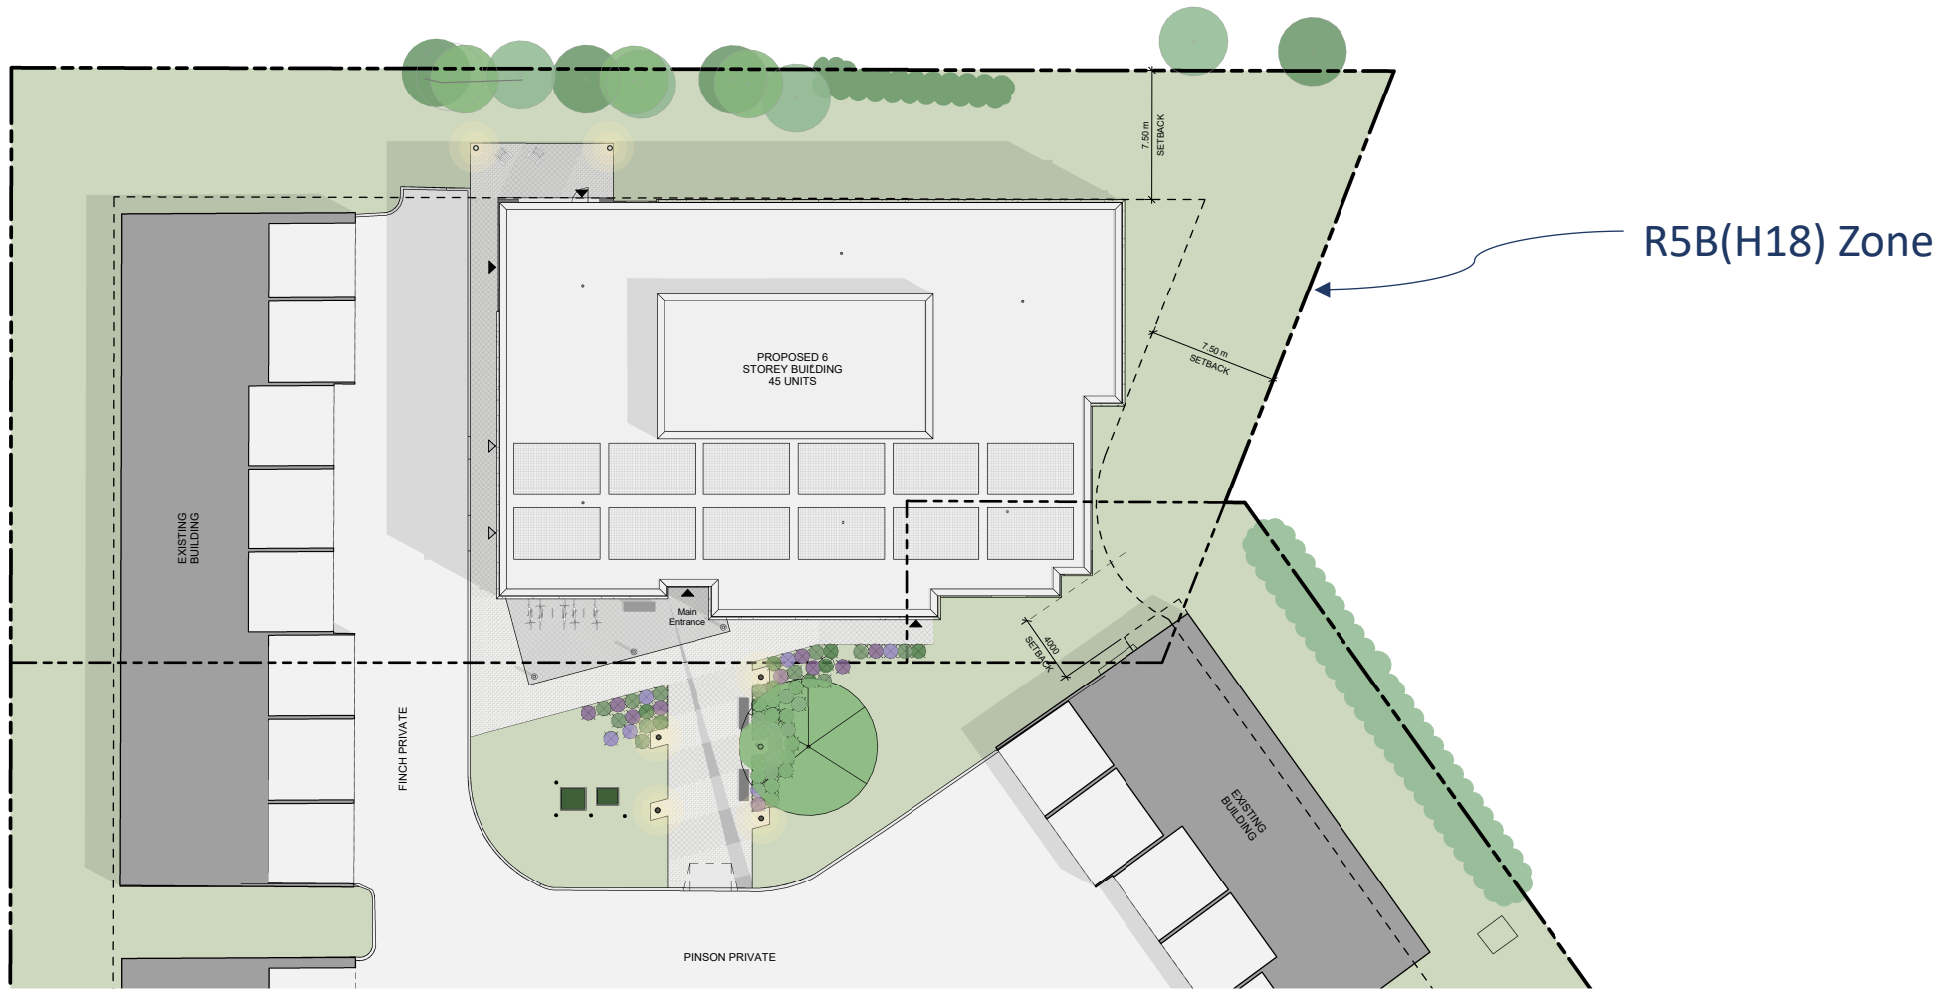 7.50 m
SETBACK
R5B(H18) Zone
7.50 m
SETBACK
PROPOSED 6
STOREY BUILDING
45 UNITS
EXISTING
BUILDING
Main
Entrance
4000
SETBACK
FINCH PRIVATE
EXISTING
BUILDING
PINSON PRIVATE